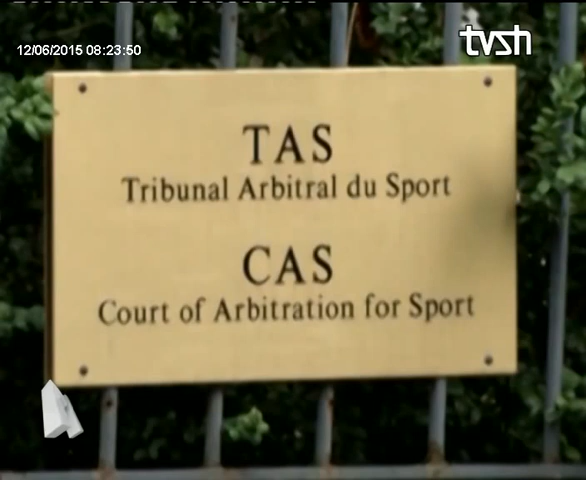 12/06/2015 08:23:50
tvsh
TAS
Tribunal Arbitral du Sport
CAS
Court of Arbitration for Sport